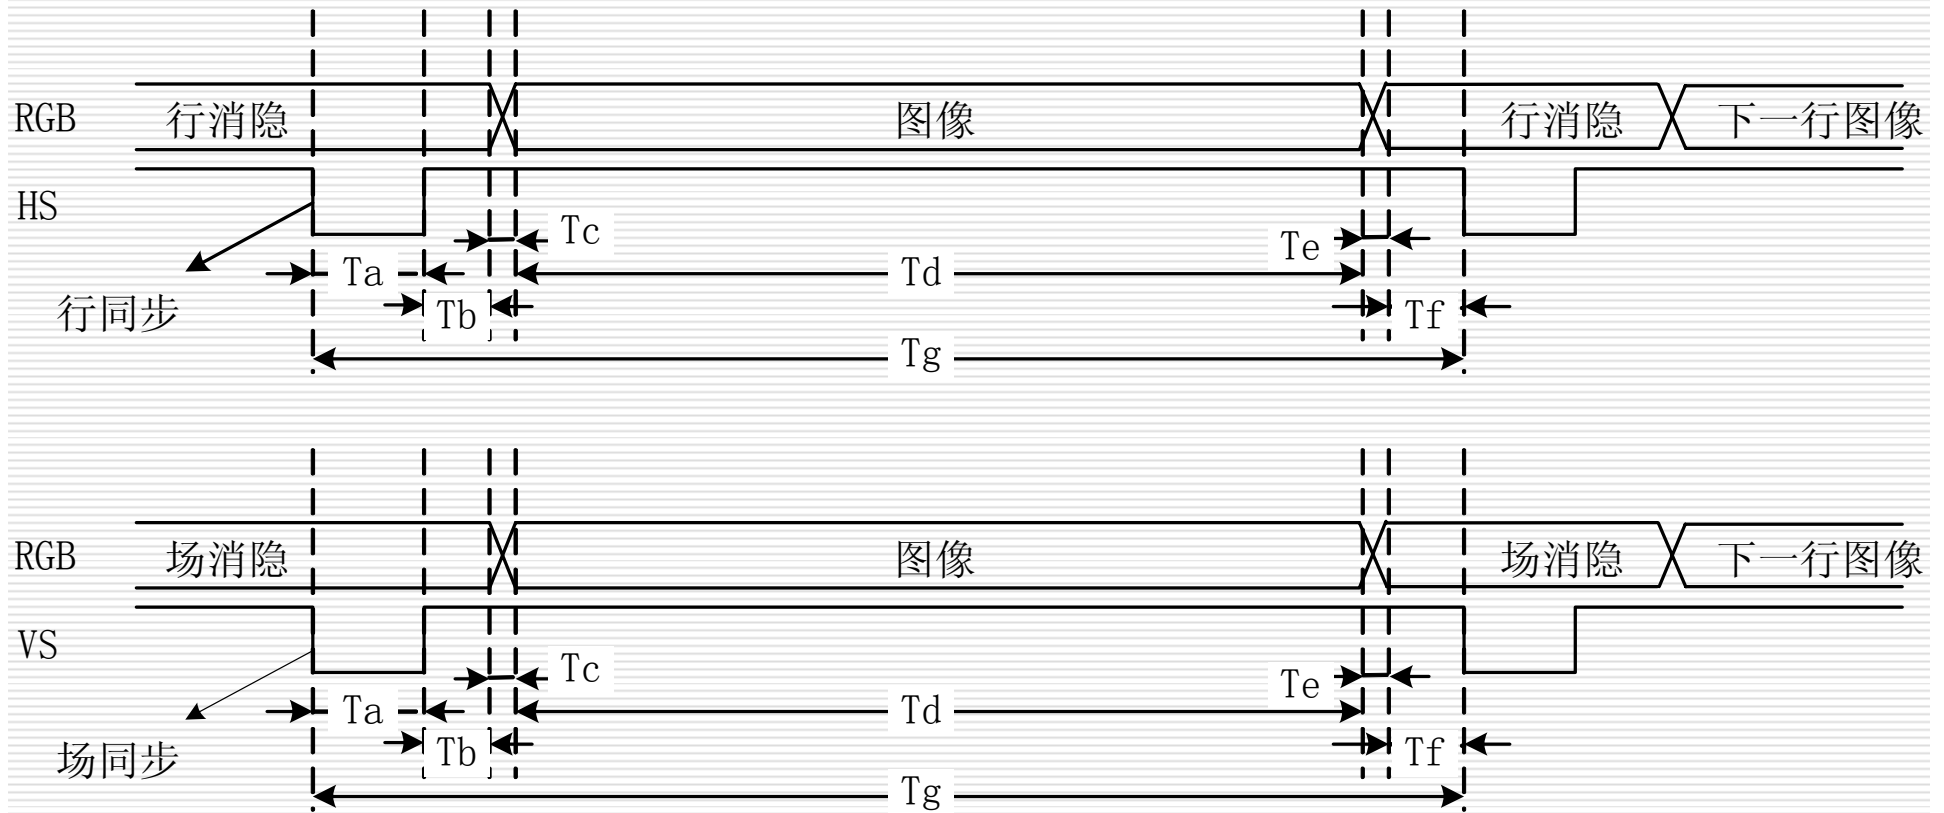 RGB 行消隐 图像 行消隐 下一行图像
HS
Tc
Te
Ta Td
行同步 Tb Tf
Tg
RGB 场消隐 图像 场消隐 下一行图像
VS
Tc
Te
Ta Td
场同步 Tb Tf
Tg